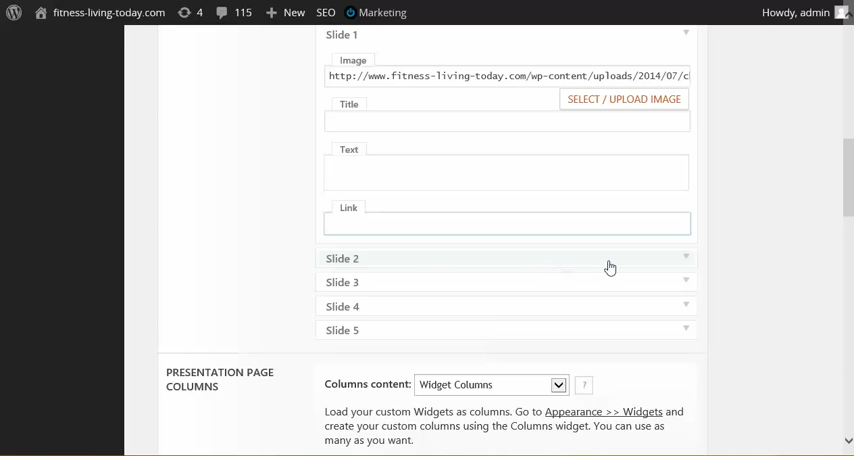 fitness-living-today.com 4 115 + New SEO Marketing Howdy, admin
Slide 1
Image
http://www.fitness-living-today.com/wp-content/uploads/2014/07/cl
SELECT / UPLOAD IMAGE
Title
Text
Link
Slide 2
Slide 3
Slide 4
Slide 5
PRESENTATION PAGE
COLUMNS
Columns content: Widget Columns ?
Load your custom Widgets as columns. Go to Appearance >> Widgets and
create your custom columns using the Columns widget. You can use as
many as you want.